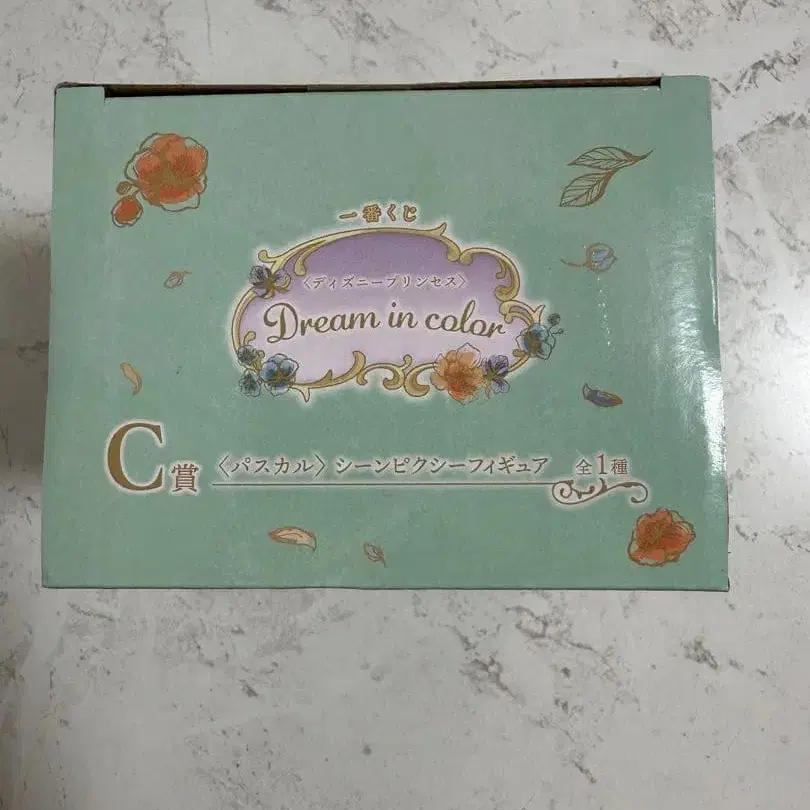 一番くじ
〈ディズニープリンセス〉
Dream in color
C賞 〈パスカル〉シーンピクシーフィギュア 全1種